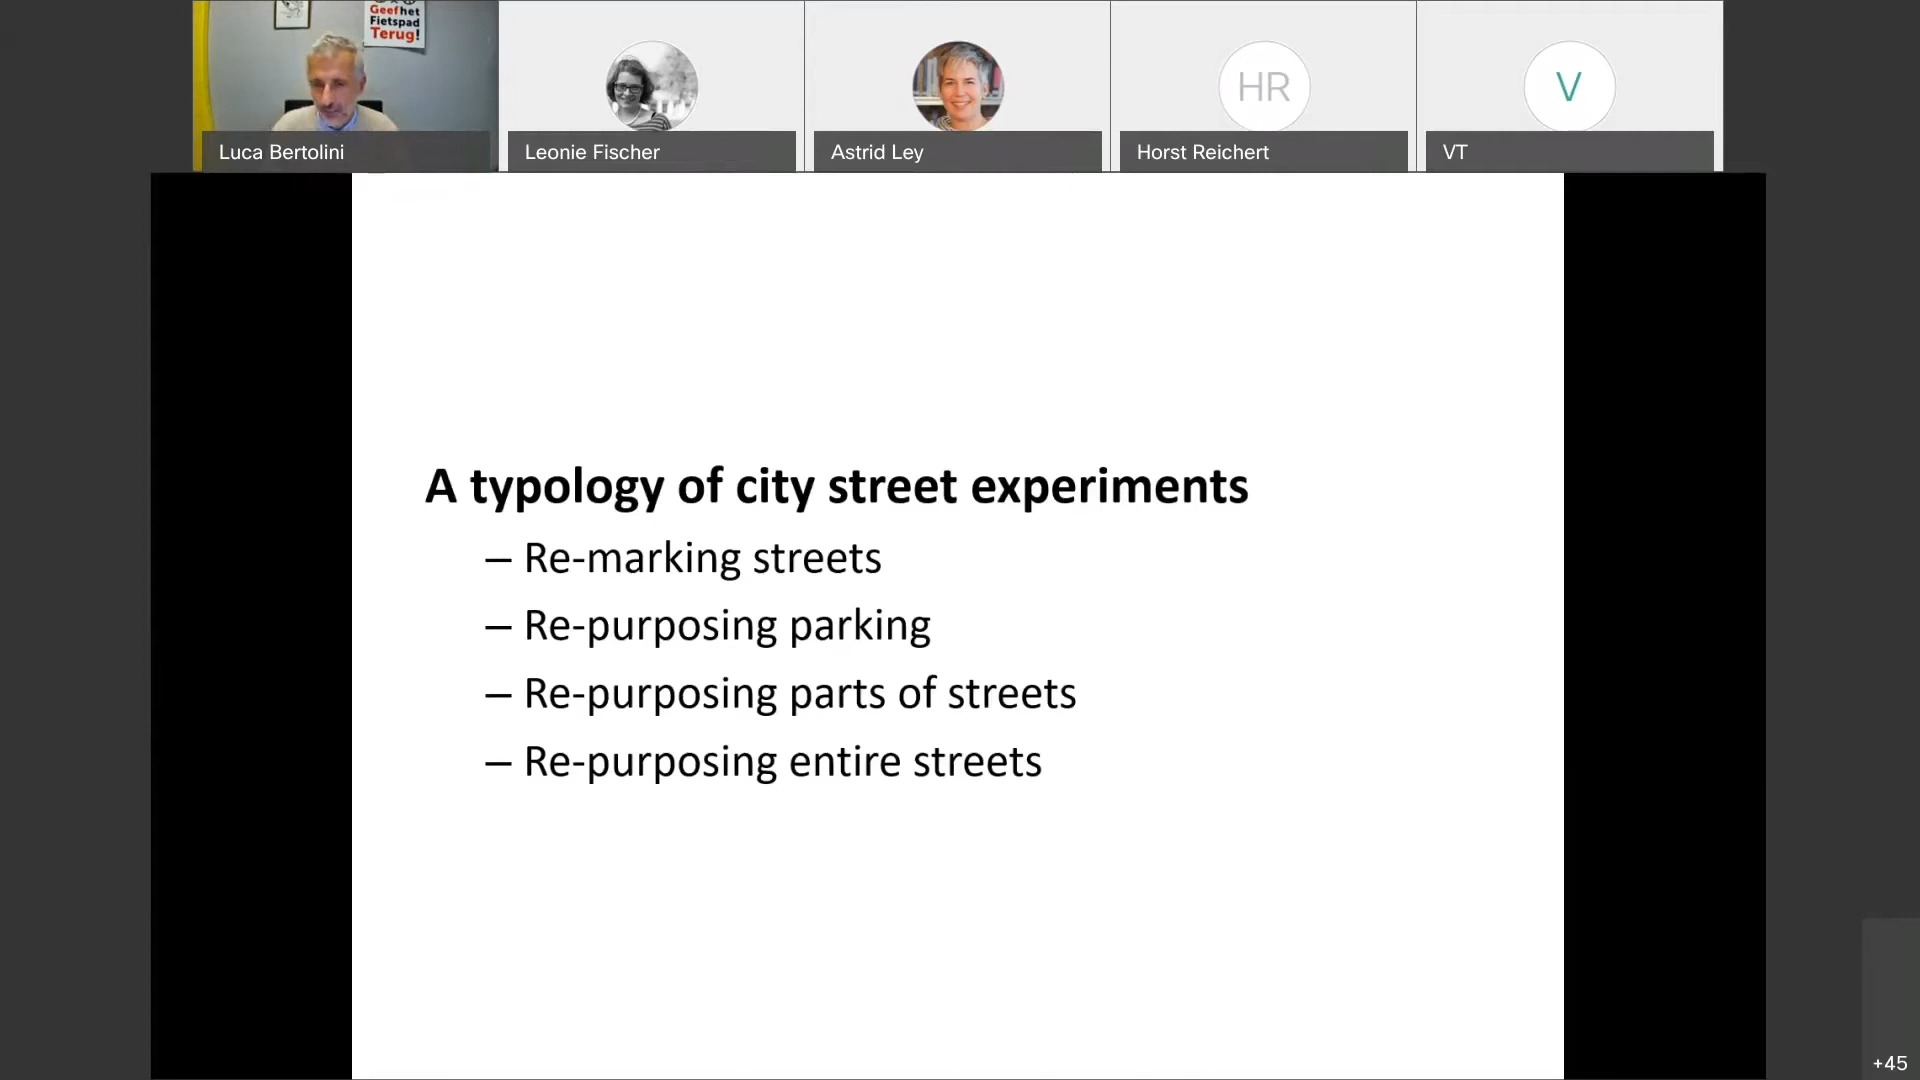 Geef het
Fietspad
Terug!
HR
V
Luca Bertolini
Leonie Fischer
Astrid Ley
Horst Reichert
VT
A typology of city street experiments
– Re-marking streets
– Re-purposing parking
– Re-purposing parts of streets
– Re-purposing entire streets
+45